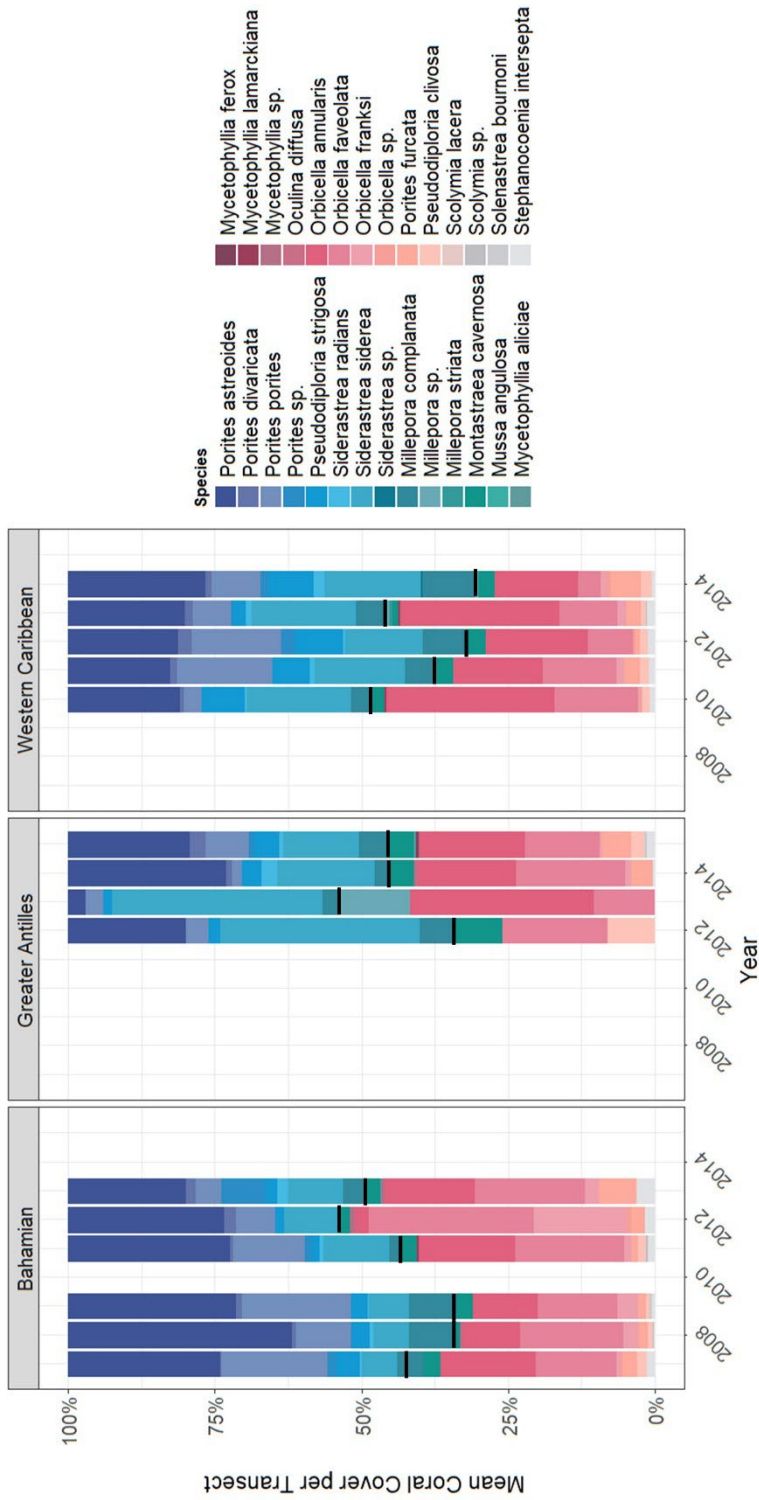 Bahamian
Greater Antilles
Western Caribbean
Mean Coral Cover per Transect
100%
75%
50%
25%
0%
2008
2010
2012
2014
2008
2010
2012
2014
2008
2010
2012
2014
Year
Species
Porites astreoides
Porites divaricata
Porites porites
Porites sp.
Pseudodiploria strigosa
Siderastrea radians
Siderastrea siderea
Siderastrea sp.
Millepora complanata
Millepora sp.
Millepora striata
Montastraea cavernosa
Mussa angulosa
Mycetophyllia aliciae
Mycetophyllia ferox
Mycetophyllia lamarckiana
Mycetophyllia sp.
Oculina diffusa
Orbicella annularis
Orbicella faveolata
Orbicella franksi
Orbicella sp.
Porites furcata
Pseudodiploria clivosa
Scolymia lacera
Scolymia sp.
Solenastrea bournoni
Stephanocoenia intersepta